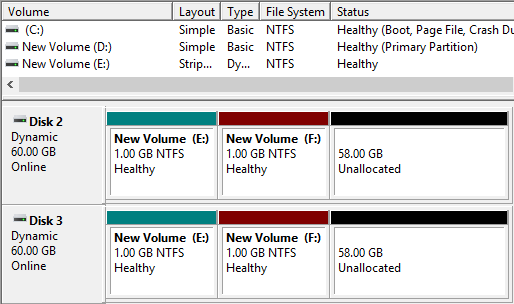 Volume Layout Type File System Status
(C:) Simple Basic NTFS Healthy (Boot, Page File, Crash Du
New Volume (D:) Simple Basic NTFS Healthy (Primary Partition)
New Volume (E:) Strip... Dy... NTFS Healthy
Disk 2
Dynamic
60.00 GB
Online
New Volume (E:)
1.00 GB NTFS
Healthy
New Volume (F:)
1.00 GB NTFS
Healthy
58.00 GB
Unallocated
Disk 3
Dynamic
60.00 GB
Online
New Volume (E:)
1.00 GB NTFS
Healthy
New Volume (F:)
1.00 GB NTFS
Healthy
58.00 GB
Unallocated